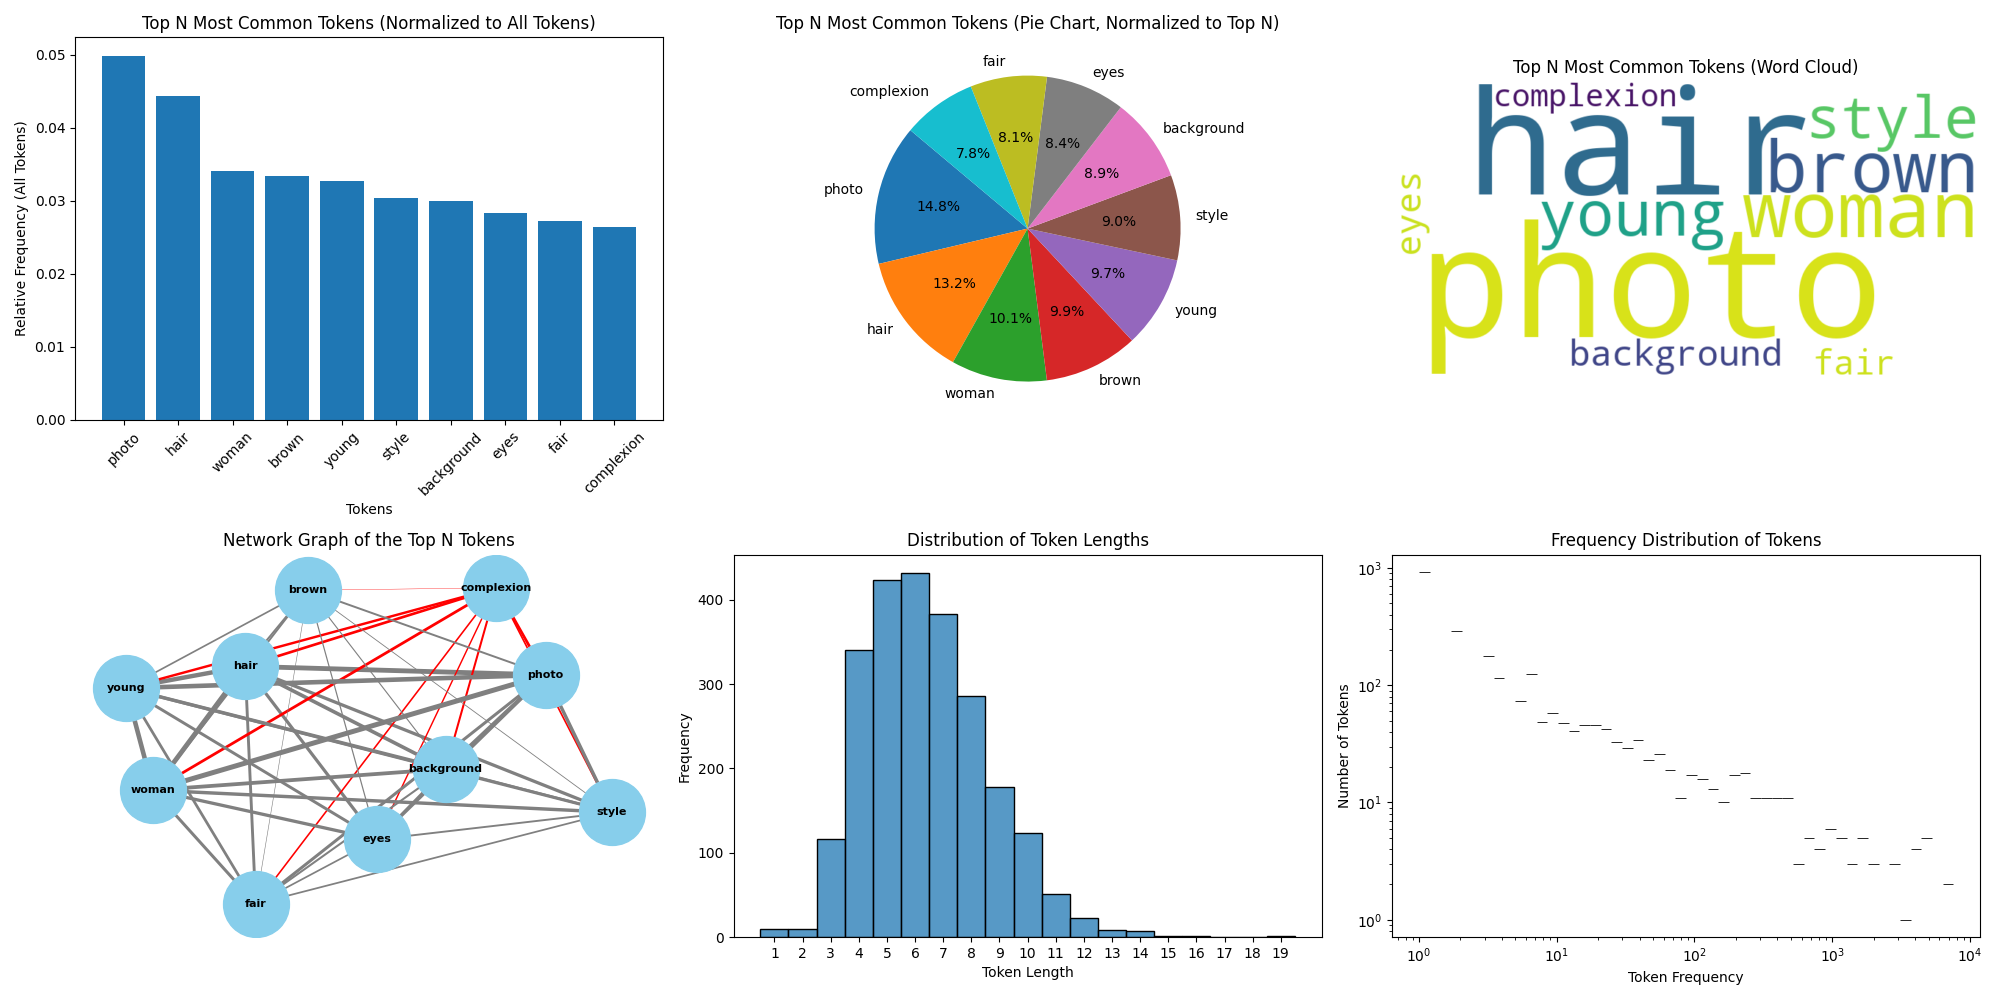 Top N Most Common Tokens (Normalized to All Tokens)
Relative Frequency (All Tokens)
0.05
0.04
0.03
0.02
0.01
0.00
photo
hair
woman
brown
young
style
background
eyes
fair
complexion
Tokens
Top N Most Common Tokens (Pie Chart, Normalized to Top N)
fair
eyes
complexion
background
photo
style
hair
young
woman
brown
8.1%
8.4%
7.8%
8.9%
14.8%
9.0%
13.2%
9.7%
10.1%
9.9%
Top N Most Common Tokens (Word Cloud)
complexion
hair
style
brown
eyes
young
woman
photo
background
fair
Network Graph of the Top N Tokens
brown
complexion
hair
photo
young
background
woman
style
eyes
fair
Distribution of Token Lengths
Frequency
400
300
200
100
0
1 2 3 4 5 6 7 8 9 10 11 12 13 14 15 16 17 18 19
Token Length
Frequency Distribution of Tokens
Number of Tokens
10³
10²
10¹
10⁰
10⁰ 10¹ 10² 10³ 10⁴
Token Frequency